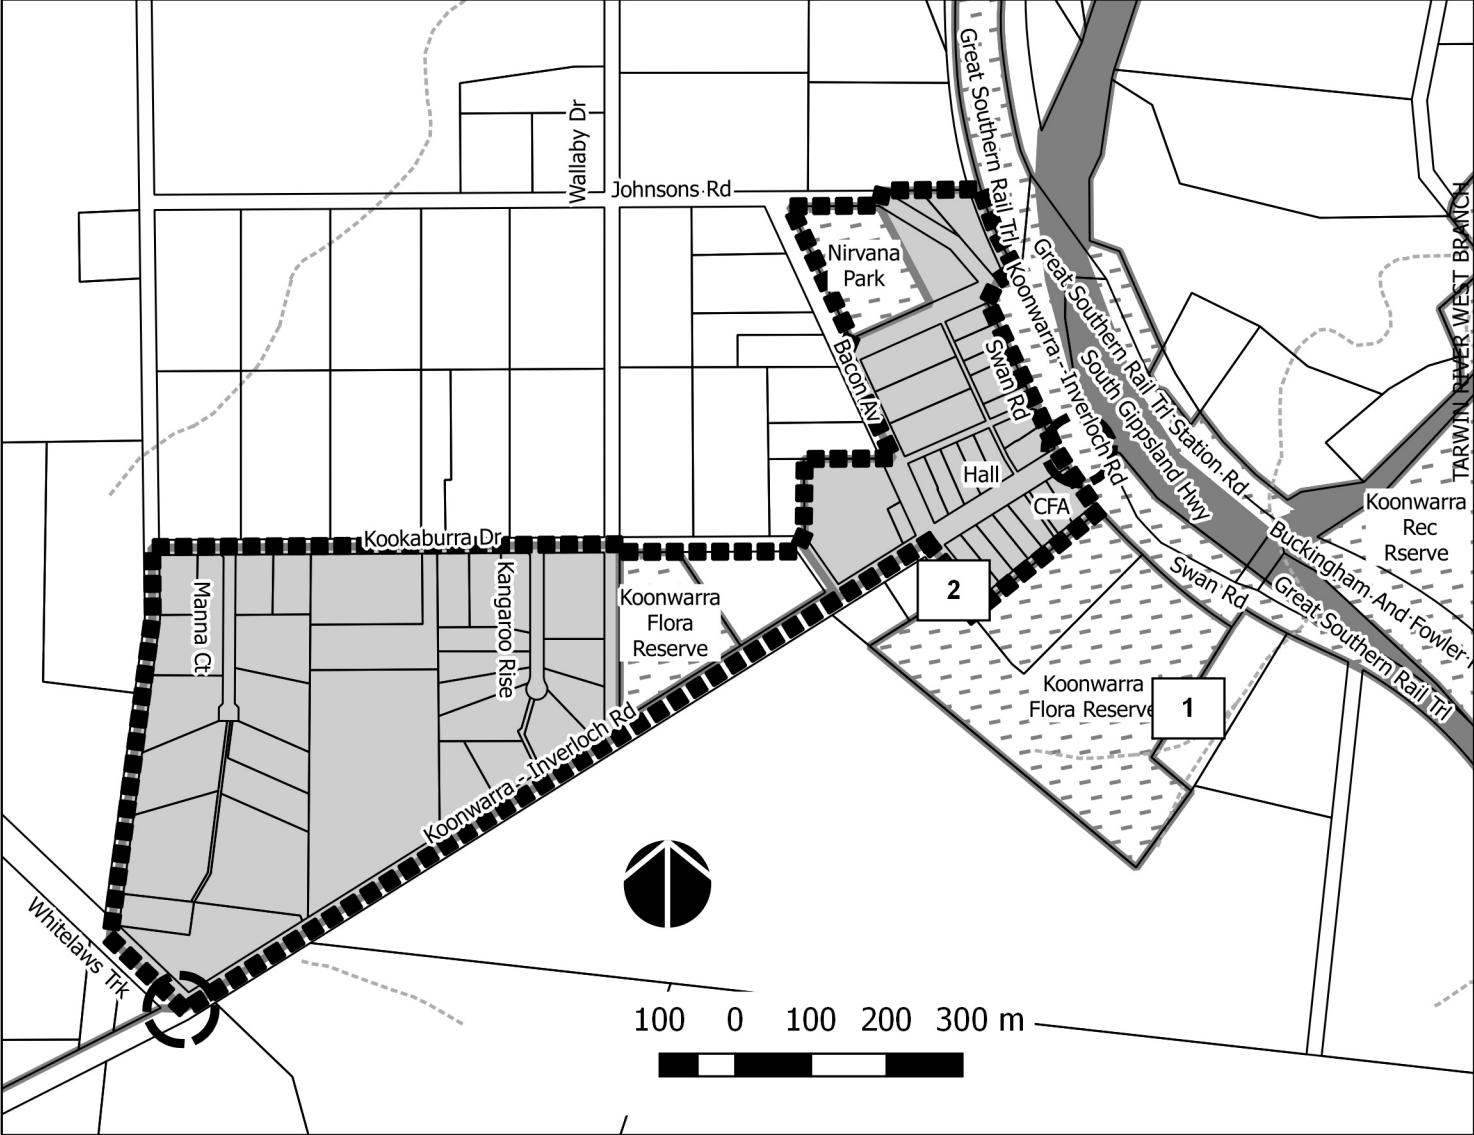 Great Southern Rail Trl
Wallaby Dr
Johnsons Rd
TARWIN RIVER WEST BRANCH
Nirvana
Park
Koonwarra - Inverloch Rd
Great Southern Rail Trl
Station Rd
South Gippsland Hwy
Bacon Av
Swan Rd
Hall
CFA
Koonwarra
Rec
Rserve
Kookaburra Dr
Buckingham And Fowler
Swan Rd
Great Southern Rail Trl
Manna Ct
Kangaroo Rise
Koonwarra
Flora
Reserve
2
Koonwarra
Flora Reserve
1
Koonwarra - Inverloch Rd
Whitelaws Trk
100 0 100 200 300 m